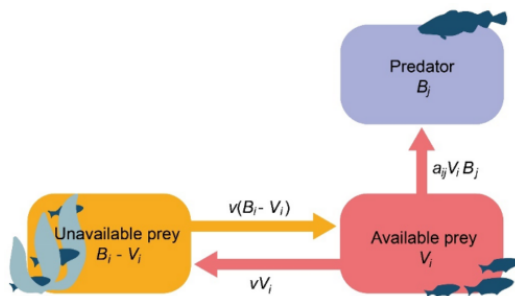 Predator
Bj
aijViBj
Unavailable prey
Bi - Vi
v(Bi - Vi)
vVi
Available prey
Vi